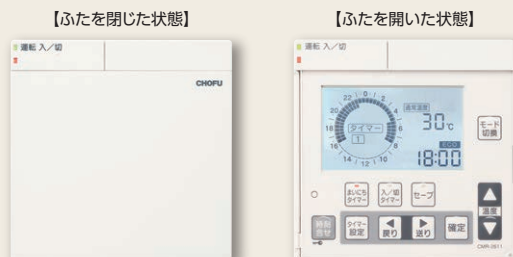 【ふたを閉じた状態】
運転 入／切
CHOFU
【ふたを開いた状態】
運転 入／切
22 0 2
20 4
18 6
16 8
14 12 10
タイマー
1
通常温度
30℃
ECO
18:00
モード
切換
まいにち
タイマー
入／切
タイマー
セーブ
温度
時刻
合せ
タイマー
設定
戻り
送り
確定
CMR-2611